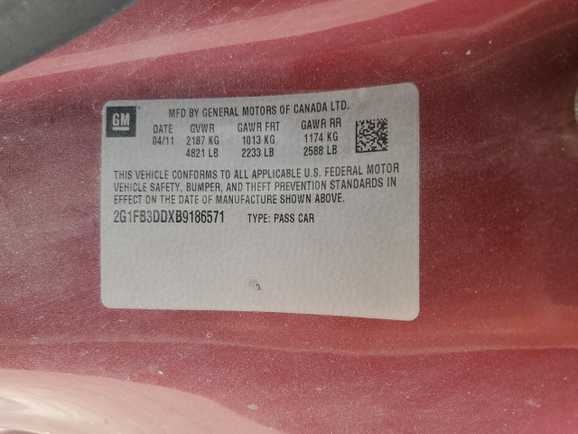 GM
MFD BY GENERAL MOTORS OF CANADA LTD.
DATE GVWR GAWR FRT GAWR RR
04/11 2187 KG 1013 KG 1174 KG
4821 LB 2233 LB 2588 LB
THIS VEHICLE CONFORMS TO ALL APPLICABLE U.S. FEDERAL MOTOR
VEHICLE SAFETY, BUMPER, AND THEFT PREVENTION STANDARDS IN
EFFECT ON THE DATE OF MANUFACTURE SHOWN ABOVE.
2G1FB3DDXB9186571 TYPE: PASS CAR